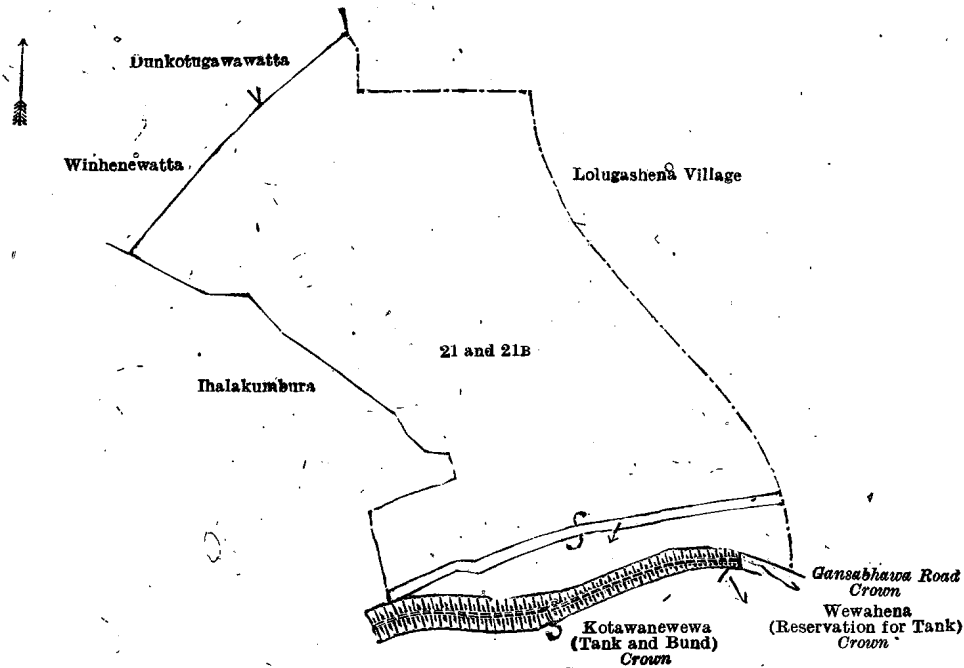 Dunkotugawawatta
Winhenewatta
Lolugashena Village
21 and 21B
Ihalakumbura
Gansabhawa Road
Crown
Wewahena
(Reservation for Tank)
Crown
Kotawanewewa
(Tank and Bund)
Crown